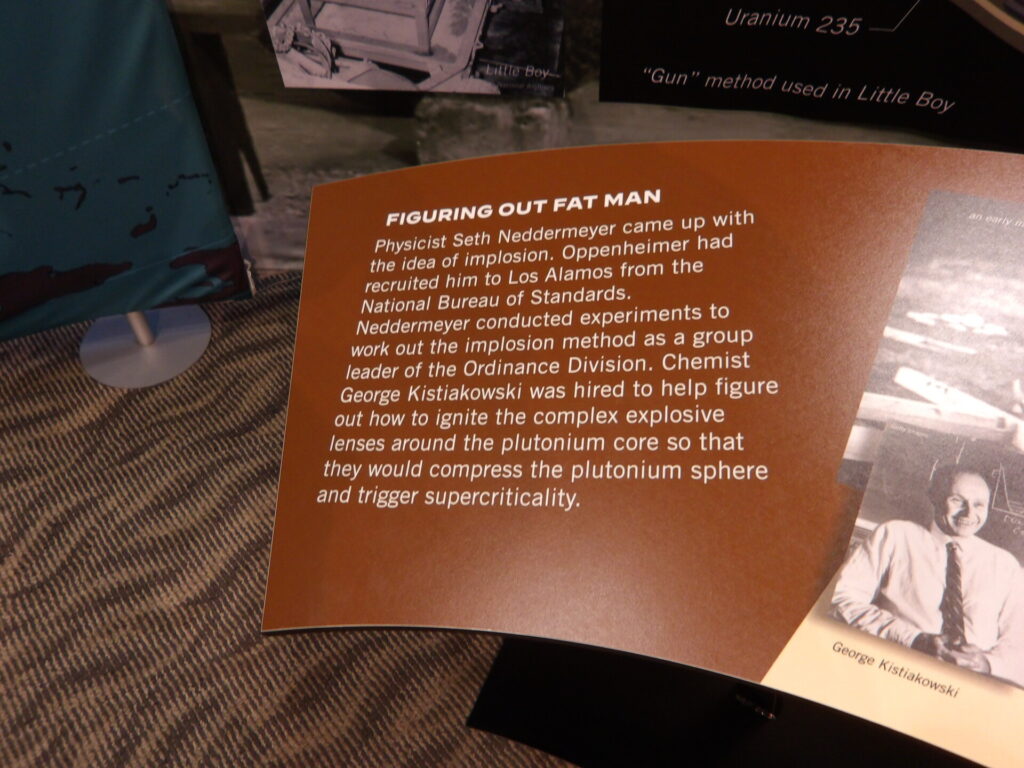 Little Boy
Uranium 235
"Gun" method used in Little Boy
FIGURING OUT FAT MAN
Physicist Seth Neddermeyer came up with
the idea of implosion. Oppenheimer had
recruited him to Los Alamos from the
National Bureau of Standards.
Neddermeyer conducted experiments to
work out the implosion method as a group
leader of the Ordinance Division. Chemist
George Kistiakowski was hired to help figure
out how to ignite the complex explosive
lenses around the plutonium core so that
they would compress the plutonium sphere
and trigger supercriticality.
an early
George Kistiakowski